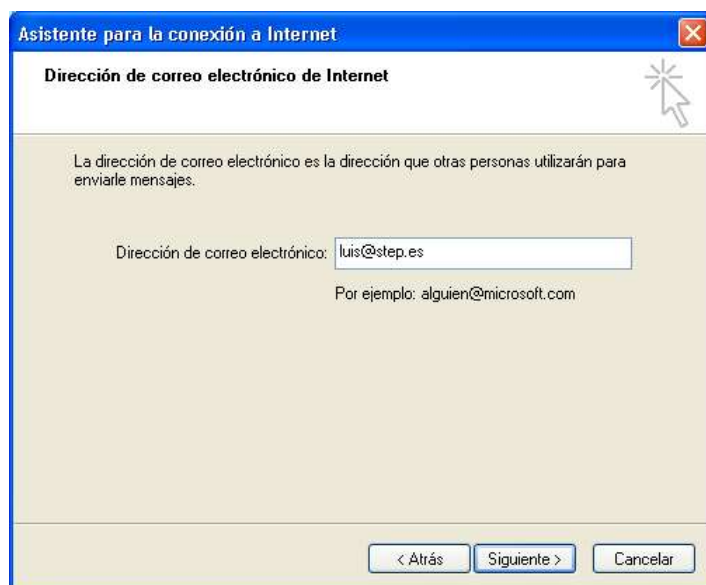 Asistente para la conexión a Internet
Dirección de correo electrónico de Internet
La dirección de correo electrónico es la dirección que otras personas utilizarán para
enviarle mensajes.
Dirección de correo electrónico: luis@step.es
Por ejemplo: alguien@microsoft.com
< Atrás Siguiente > Cancelar